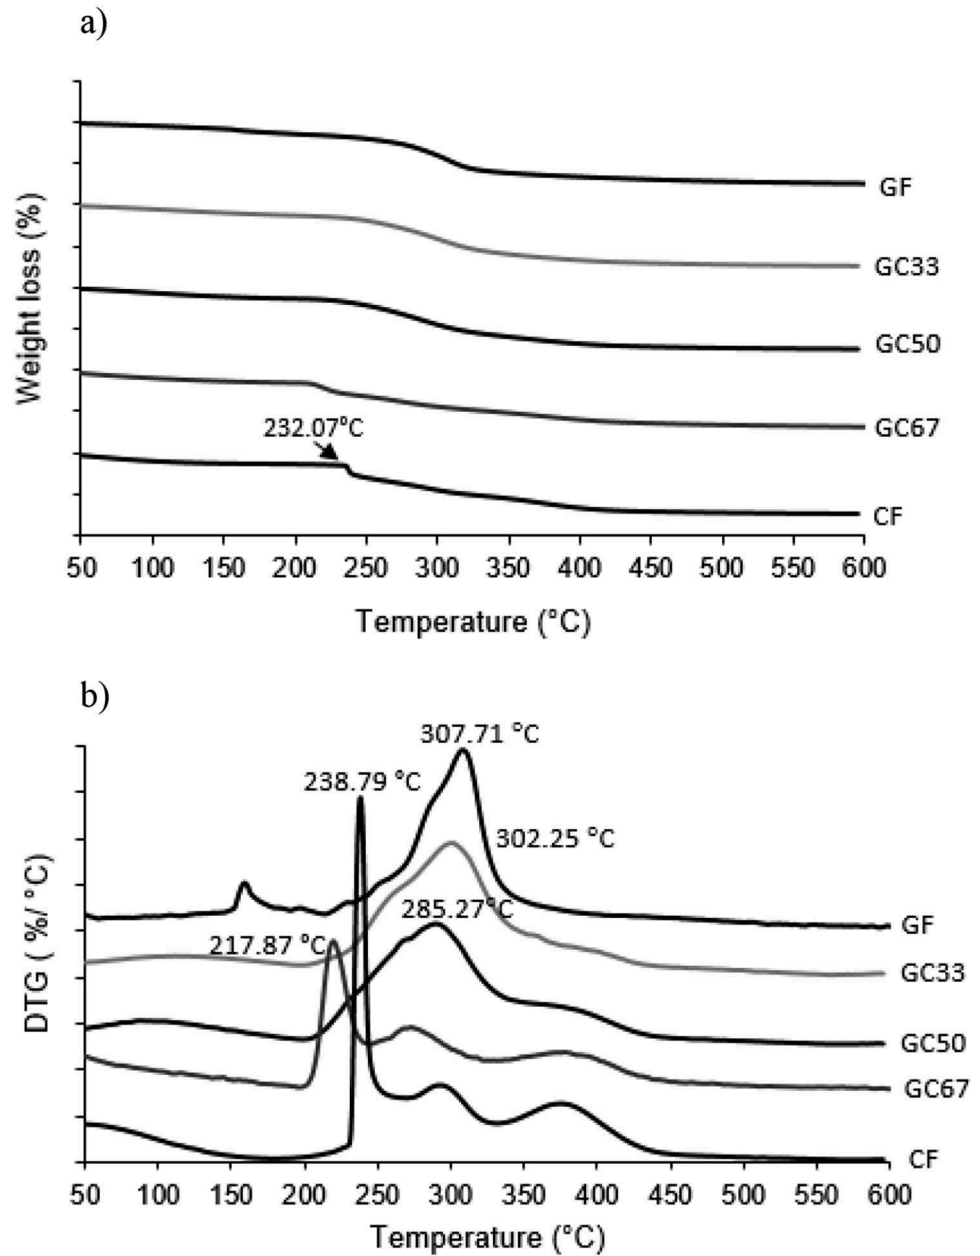 a)
Weight loss (%)
GF
GC33
GC50
GC67
232.07°C
CF
50 100 150 200 250 300 350 400 450 500 550 600
Temperature (°C)
b)
DTG ( %/ °C)
307.71 °C
238.79 °C
302.25 °C
285.27°C
217.87 °C
GF
GC33
GC50
GC67
CF
50 100 150 200 250 300 350 400 450 500 550 600
Temperature (°C)